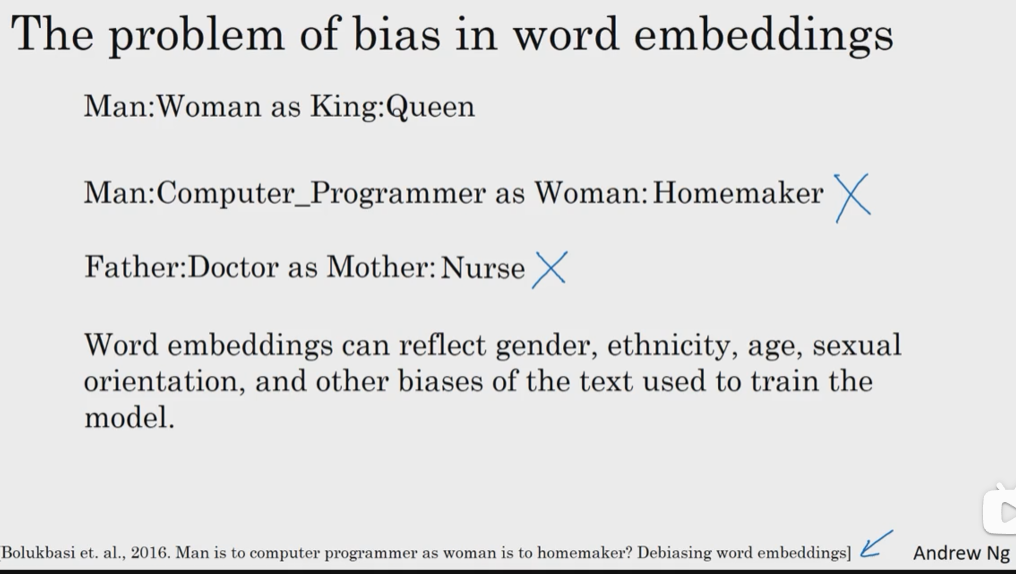 The problem of bias in word embeddings
Man:Woman as King:Queen
Man:Computer_Programmer as Woman:Homemaker
Father:Doctor as Mother:Nurse
Word embeddings can reflect gender, ethnicity, age, sexual
orientation, and other biases of the text used to train the
model.
Bolukbasi et. al., 2016. Man is to computer programmer as woman is to homemaker? Debiasing word embeddings]
Andrew Ng